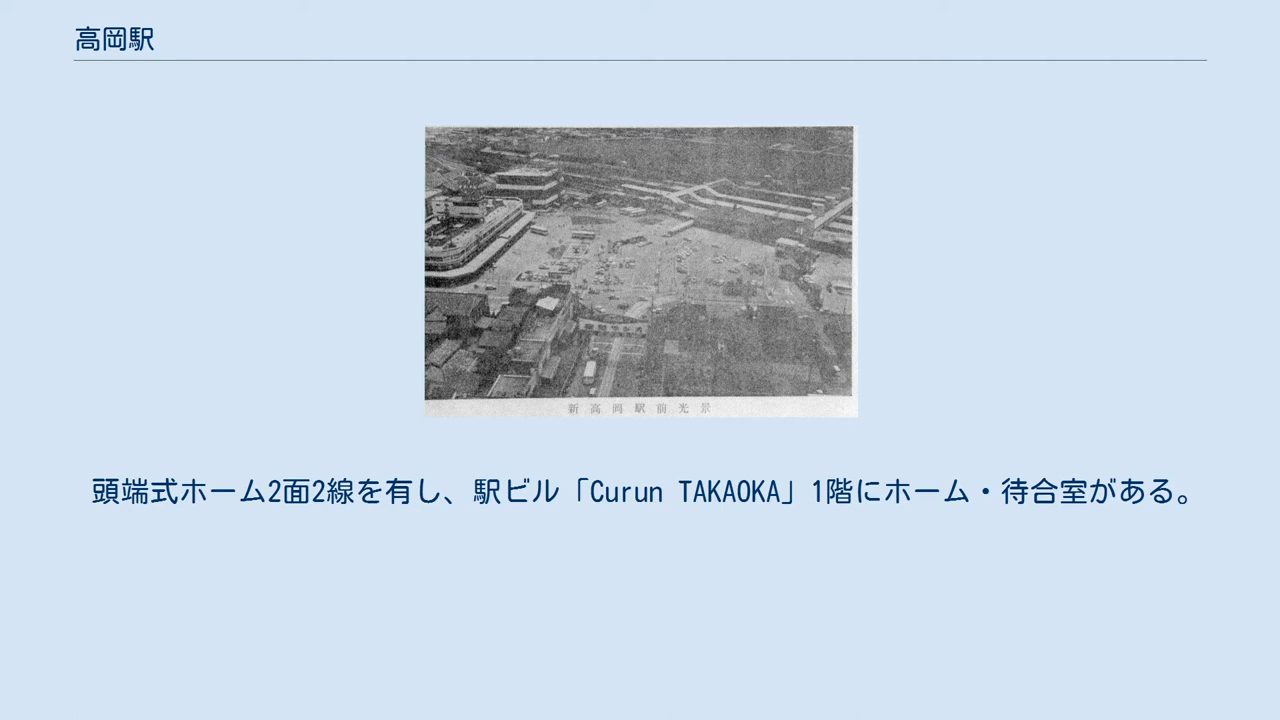 高岡駅
新高岡駅前光景
頭端式ホーム2面2線を有し、駅ビル「Curun TAKAOKA」1階にホーム・待合室がある。